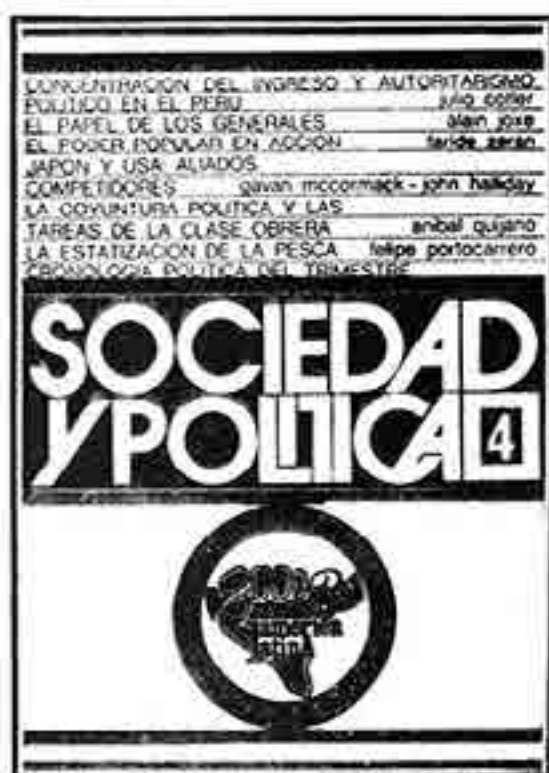 CONCENTRACION DEL INGRESO Y AUTORITARISMO
POLITICO EN EL PERU julio cotler
EL PAPEL DE LOS GENERALES alain joxe
EL PODER POPULAR EN ACCION faride zeran
JAPON Y USA ALIADOS
COMPETIDORES gavan mccormack - john halliday
LA COYUNTURA POLITICA Y LAS
TAREAS DE LA CLASE OBRERA anibal quijano
LA ESTATIZACION DE LA PESCA felipe portocarrero
CRONOLOGIA POLITICA DEL TRIMESTRE
SOCIEDAD
Y POLITICA 4
america
latina